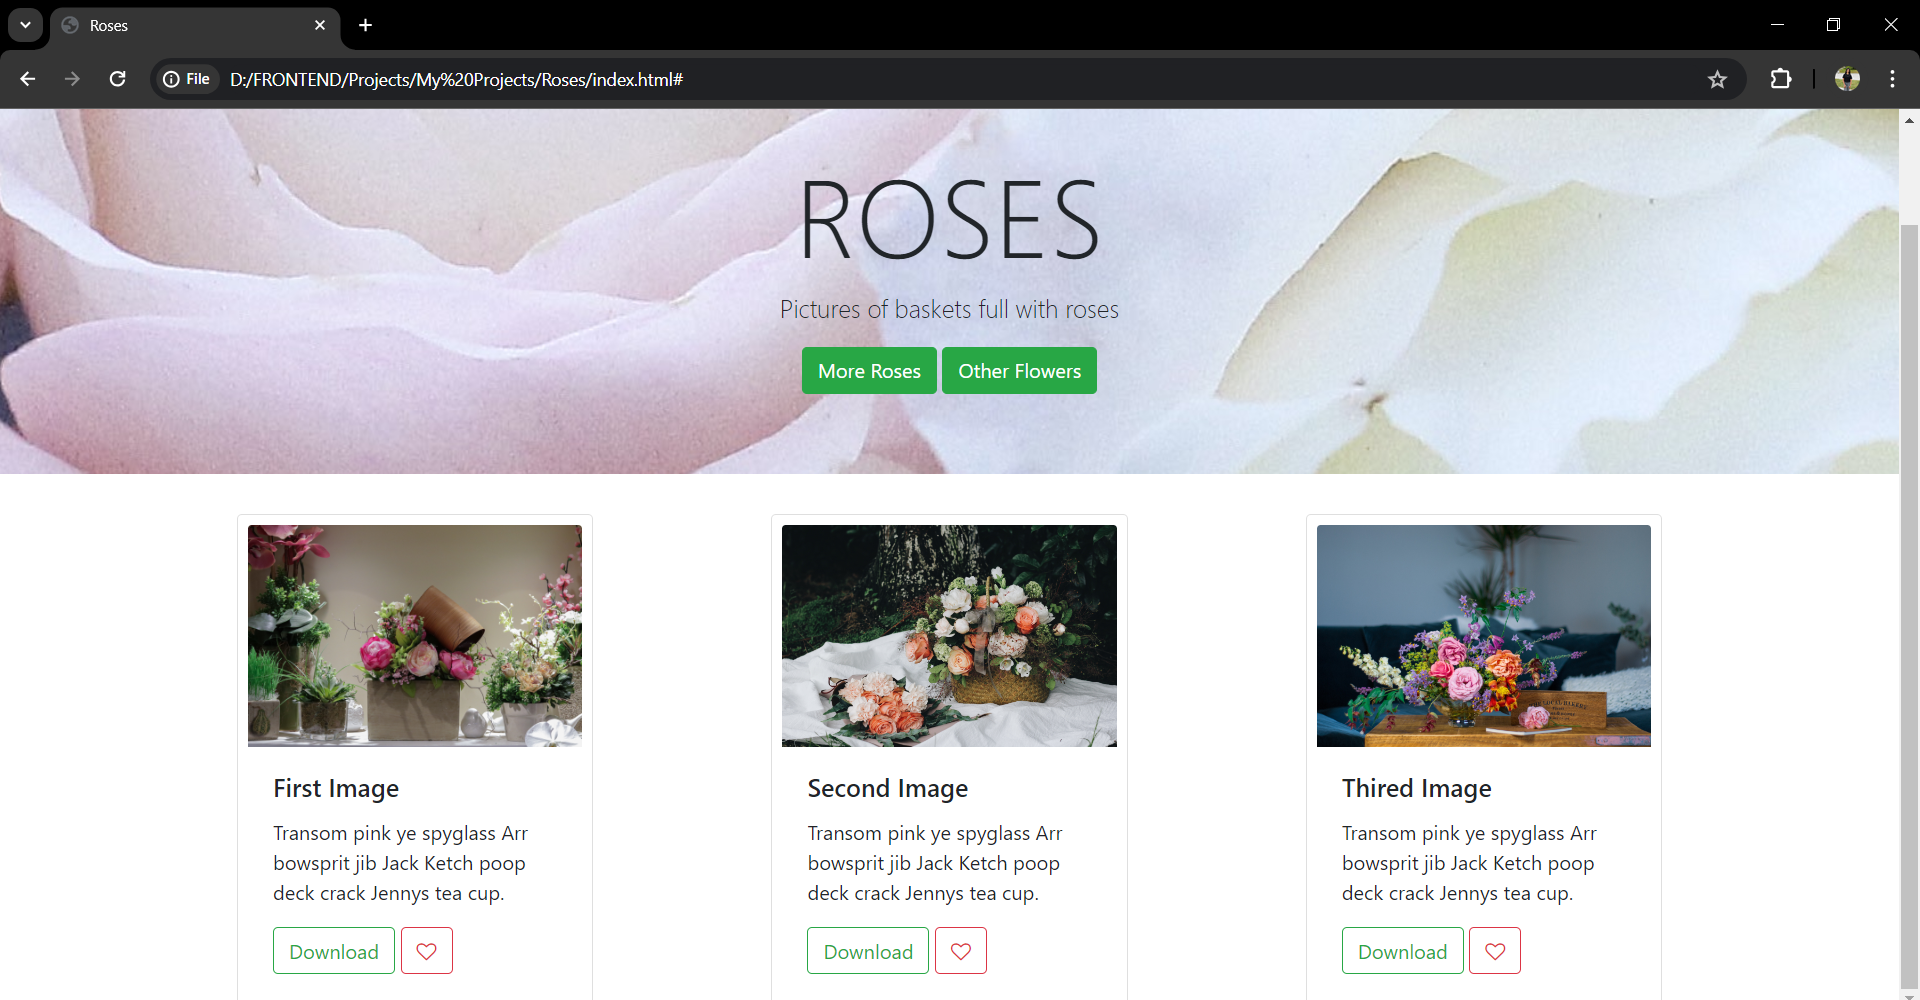 Roses
File
D:/FRONTEND/Projects/My%20Projects/Roses/index.html#
ROSES
Pictures of baskets full with roses
More Roses
Other Flowers
First Image
Transom pink ye spyglass Arr
bowsprit jib Jack Ketch poop
deck crack Jennys tea cup.
Download
Second Image
Transom pink ye spyglass Arr
bowsprit jib Jack Ketch poop
deck crack Jennys tea cup.
Download
Thired Image
Transom pink ye spyglass Arr
bowsprit jib Jack Ketch poop
deck crack Jennys tea cup.
Download